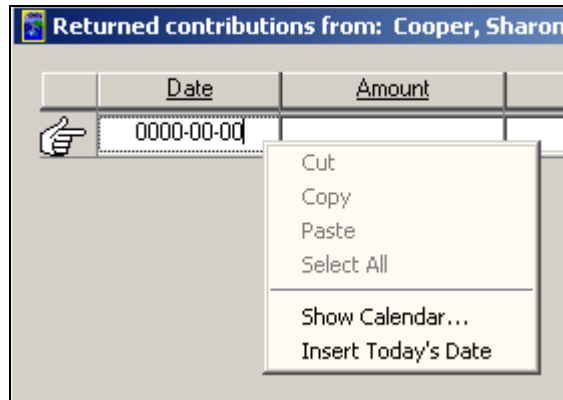 Returned contributions from: Cooper, Sharon
Date Amount
0000-00-00
Cut
Copy
Paste
Select All
Show Calendar...
Insert Today's Date